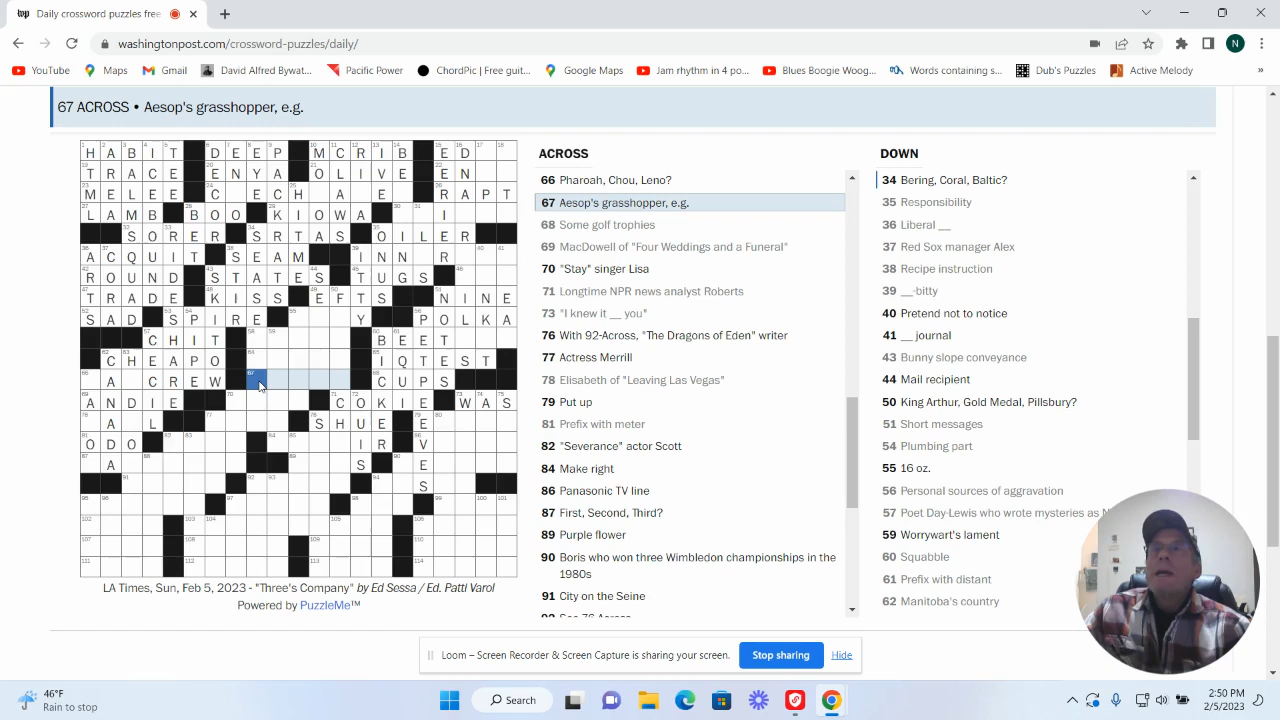 Daily crossword puzzles free
washingtonpost.com/crossword-puzzles/daily/
N
YouTube Maps Gmail David Alfred Bywat... Pacific Power ChordPic | Free guit... Google Maps Jam rhythm in 4 po... Blues Boogie Woog... Words containing s... Dub's Puzzles Active Melody »
67 ACROSS • Aesop's grasshopper, e.g.
ACROSS
66 Pharoah, Chou, Leno?
67 Aesop's grasshopper, e.g.
68 Some golf trophies
69 MacDowell of "Four Weddings and a Funeral"
70 "Stay" singer Lisa
71 Longtime NPR news analyst Roberts
73 "I knew it __ you"
76 With 92-Across, "The Dragons of Eden" writer
77 Actress Merrill
78 Elisabeth of "Leaving Las Vegas"
79 Put up
81 Prefix with meter
82 "Severance" actor Scott
84 Make right
86 Panasonic TV line
87 First, Second, Third?
89 Purple flower
90 Boris who won three Wimbledon championships in the
1980s
91 City on the Seine
92 See 76-Across
DOWN
34 Bering, Coral, Baltic?
35 Responsibility
36 Liberal __
37 Red Sox manager Alex
38 Recipe instruction
39 __-bitty
40 Pretend not to notice
41 __ journal
43 Bunny slope conveyance
44 Mail recipient
50 King Arthur, Gold Medal, Pillsbury?
51 Short messages
54 Plumbing part
55 16 oz.
56 Personal sources of aggravation
57 Poet Day-Lewis who wrote mysteries as N
59 Worrywart's lament
60 Squabble
61 Prefix with distant
62 Manitoba's country
H A B I T D E E P M C R I B E D
T R A C E E N Y A O L I V E E N
M E L E E C E S H A E R A P T
L A M B B O O K I O W A I
S O R E S R T A S O I L E R
A C Q U I T E A M I N N R
R O U N D S T A T E S T U G S
T R A D E K I S S E F T S N I N E
S A D S P I R E Y P O L K A
C H I T B E E T
C H E A P O I Q T E S T
A C R E W C U P S
A N D I E C O K I E W A S
A L S H U E E
O D O I R V
A S E
S
LA Times, Sun, Feb 5, 2023 - "Three's Company" by Ed Sessa / Ed. Patti Varol
Powered by PuzzleMe™
Loom – Screen Recorder & Screen Capture is sharing your screen. Stop sharing Hide
46°F
Rain to stop
Search
2:50 PM
2/5/2023